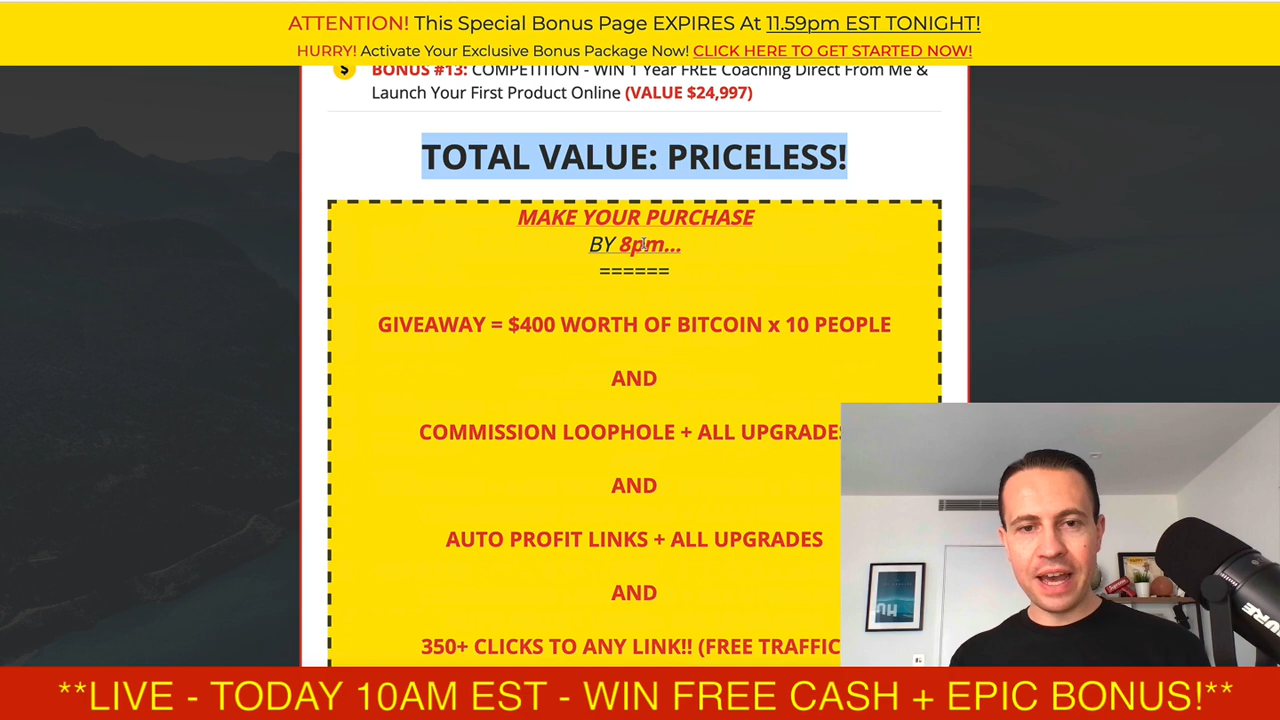 ATTENTION! This Special Bonus Page EXPIRES At 11.59pm EST TONIGHT!
HURRY! Activate Your Exclusive Bonus Package Now! CLICK HERE TO GET STARTED NOW!
BONUS #13: COMPETITION - WIN 1 Year FREE Coaching Direct From Me &
Launch Your First Product Online (VALUE $24,997)
TOTAL VALUE: PRICELESS!
MAKE YOUR PURCHASE
BY 8pm...
======
GIVEAWAY = $400 WORTH OF BITCOIN x 10 PEOPLE
AND
COMMISSION LOOPHOLE + ALL UPGRADES
AND
AUTO PROFIT LINKS + ALL UPGRADES
AND
350+ CLICKS TO ANY LINK!! (FREE TRAFFIC
**LIVE - TODAY 10AM EST - WIN FREE CASH + EPIC BONUS!**